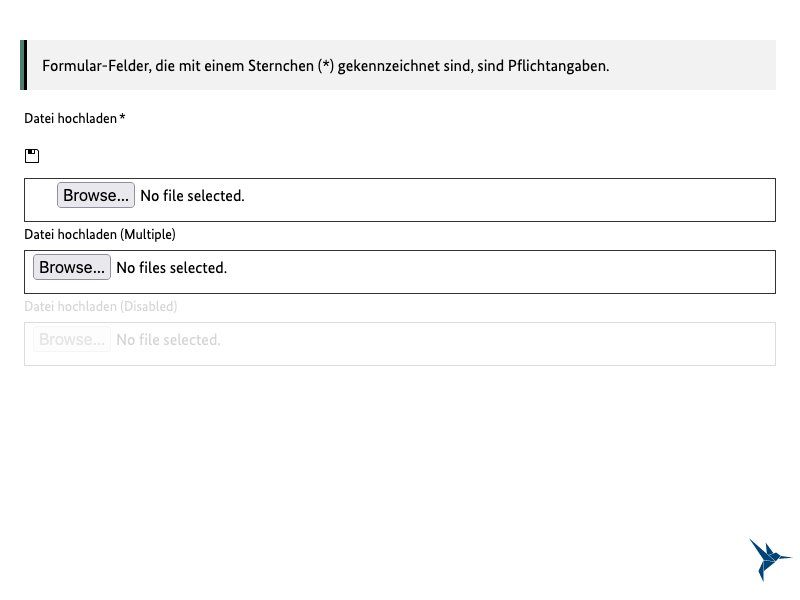 Formular-Felder, die mit einem Sternchen (*) gekennzeichnet sind, sind Pflichtangaben.
Datei hochladen *
Browse... No file selected.
Datei hochladen (Multiple)
Browse... No files selected.
Datei hochladen (Disabled)
Browse... No file selected.